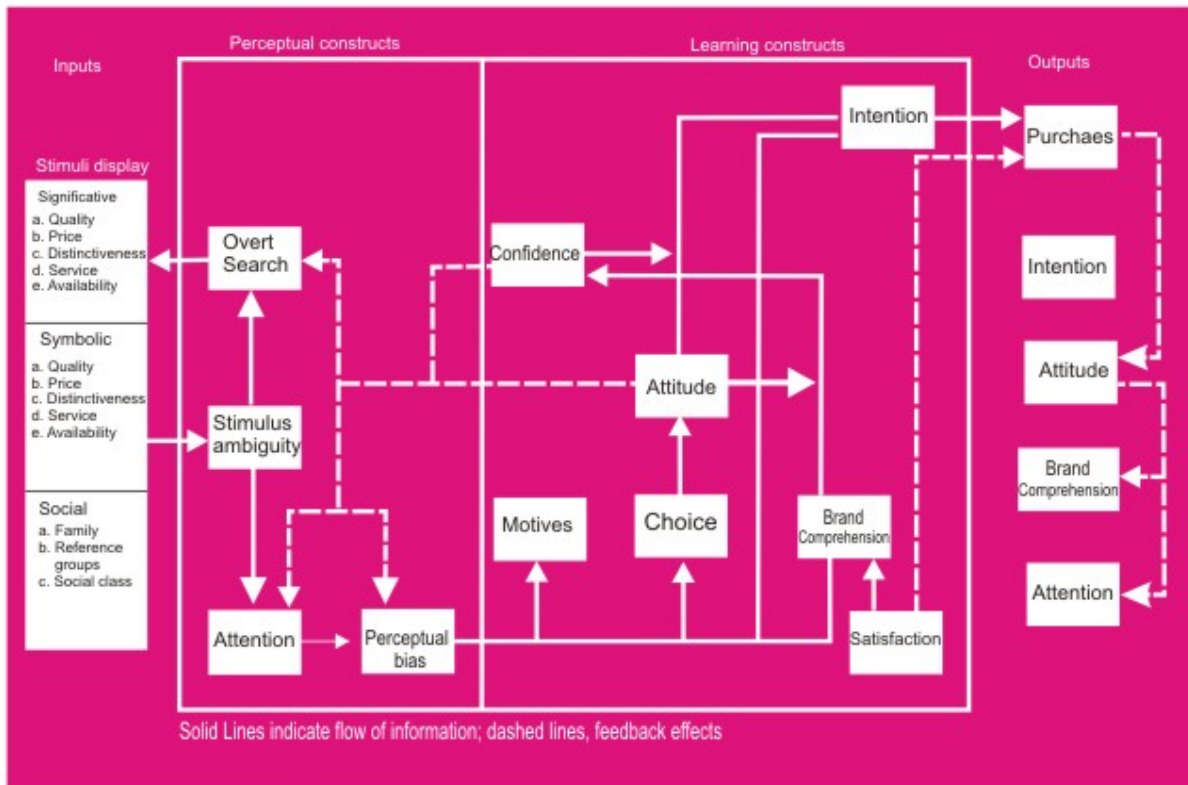 Inputs
Perceptual constructs
Learning constructs
Outputs
Stimuli display
Significative
a. Quality
b. Price
c. Distinctiveness
d. Service
e. Availability
Symbolic
a. Quality
b. Price
c. Distinctiveness
d. Service
e. Availability
Social
a. Family
b. Reference
groups
c. Social class
Overt
Search
Stimulus
ambiguity
Attention
Perceptual
bias
Confidence
Motives
Attitude
Choice
Intention
Brand
Comprehension
Satisfaction
Purchaes
Intention
Attitude
Brand
Comprehension
Attention
Solid Lines indicate flow of information; dashed lines, feedback effects